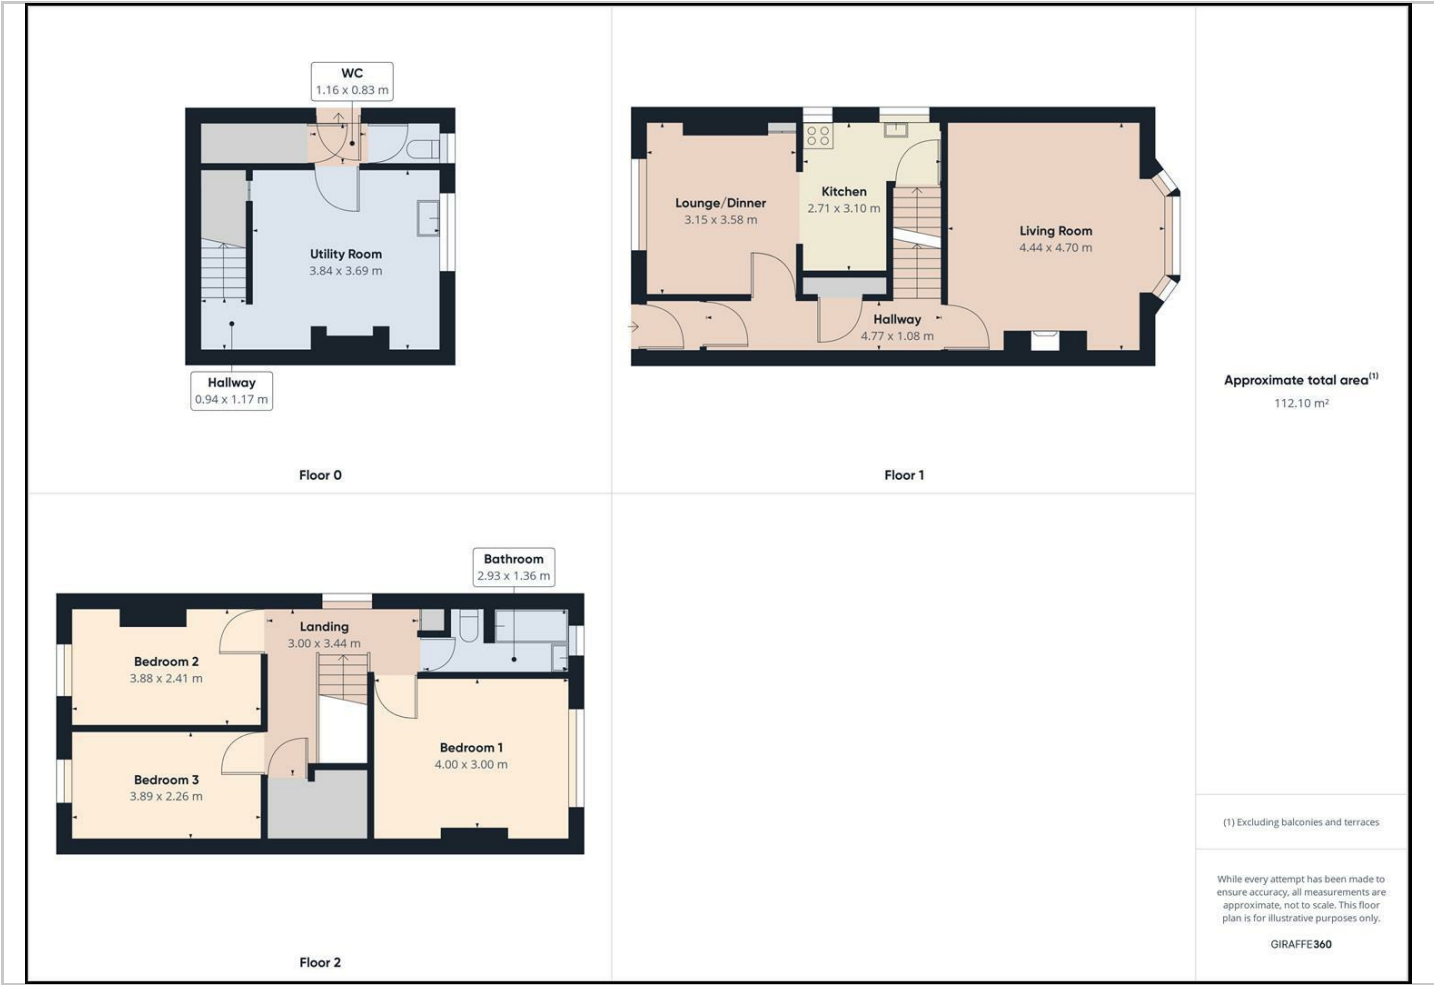 WC
1.16 x 0.83 m
Utility Room
3.84 x 3.69 m
Hallway
0.94 x 1.17 m
Floor 0
Lounge/Dinner
3.15 x 3.58 m
Kitchen
2.71 x 3.10 m
Living Room
4.44 x 4.70 m
Hallway
4.77 x 1.08 m
Floor 1
Approximate total area(1)
112.10 m²
Bathroom
2.93 x 1.36 m
Landing
3.00 x 3.44 m
Bedroom 2
3.88 x 2.41 m
Bedroom 1
4.00 x 3.00 m
Bedroom 3
3.89 x 2.26 m
Floor 2
(1) Excluding balconies and terraces
While every attempt has been made to
ensure accuracy, all measurements are
approximate, not to scale. This floor
plan is for illustrative purposes only.
GIRAFFE360